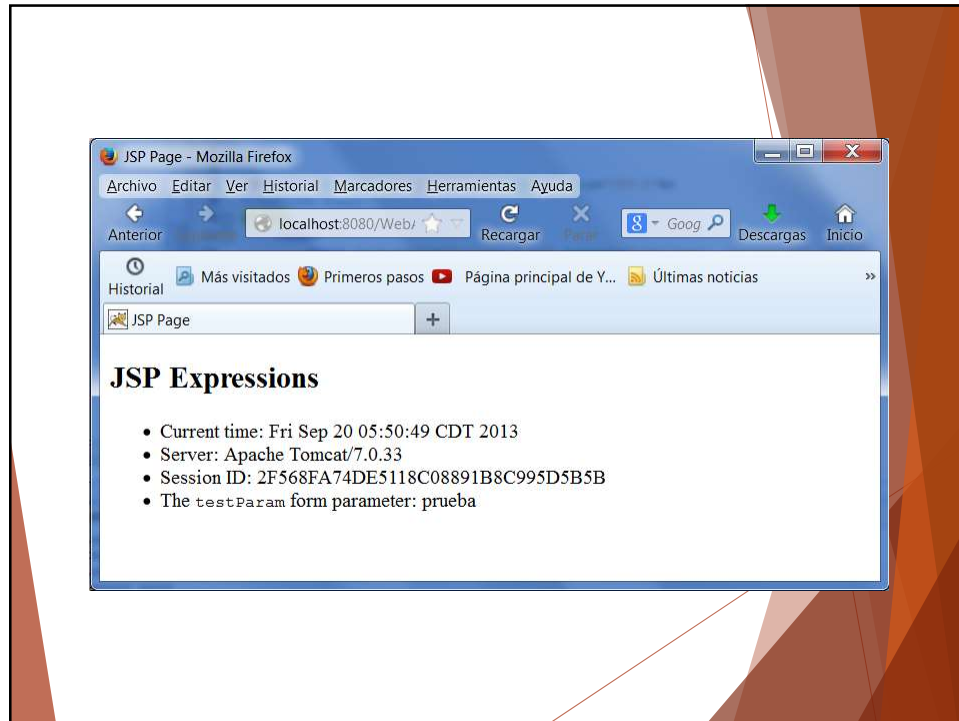 JSP Page - Mozilla Firefox
Archivo Editar Ver Historial Marcadores Herramientas Ayuda
Anterior localhost:8080/Web/ Recargar 8 Goog Descargas Inicio
Historial Más visitados Primeros pasos Página principal de Y... Últimas noticias »
JSP Page +
JSP Expressions
• Current time: Fri Sep 20 05:50:49 CDT 2013
• Server: Apache Tomcat/7.0.33
• Session ID: 2F568FA74DE5118C08891B8C995D5B5B
• The testParam form parameter: prueba